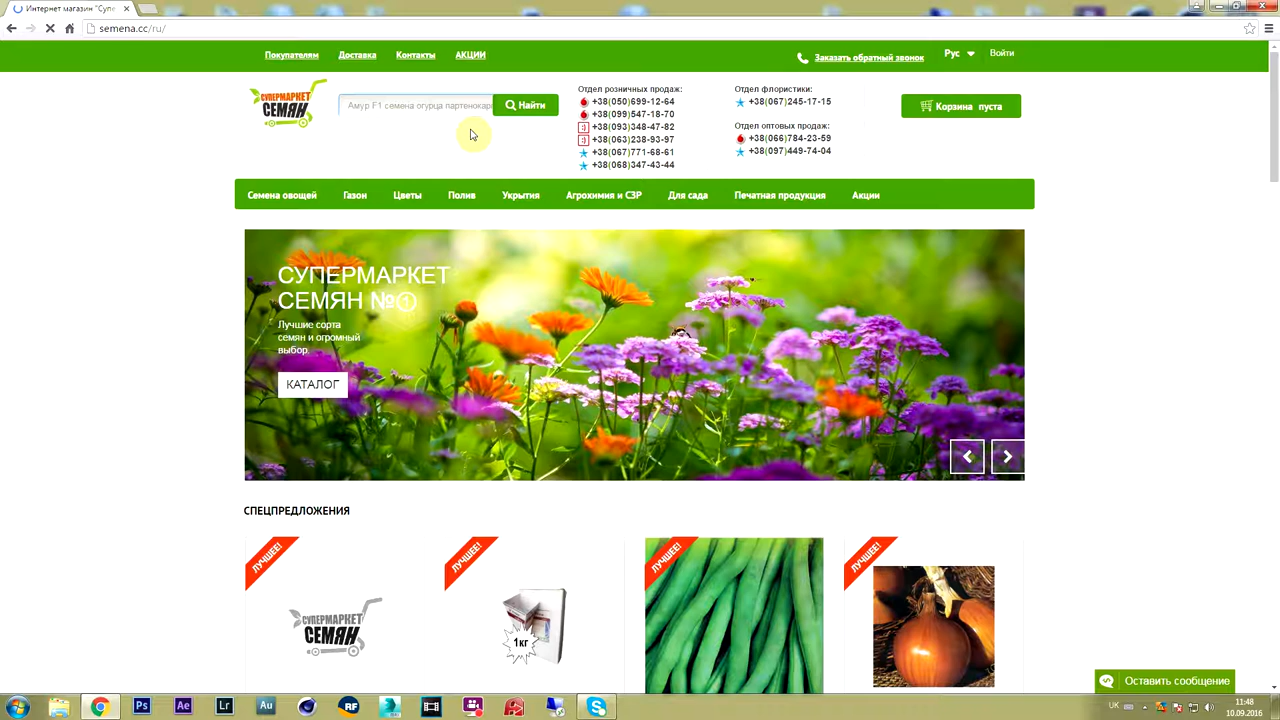 Интернет магазин "Супе
semena.cc/ru/
Покупателям Доставка Контакты АКЦИИ
Заказать обратный звонок Рус Войти
СУПЕРМАРКЕТ
СЕМЯН
Амур F1 семена огурца партенокарп
Найти
Отдел розничных продаж:
+38(050)699-12-64
+38(099)547-18-70
+38(093)348-47-82
+38(063)238-93-97
+38(067)771-68-61
+38(068)347-43-44
Отдел флористики:
+38(067)245-17-15
Отдел оптовых продаж:
+38(066)784-23-59
+38(097)449-74-04
Корзина пуста
Семена овощей Газон Цветы Полив Укрытия Агрохимия и СЗР Для сада Печатная продукция Акции
СУПЕРМАРКЕТ
СЕМЯН №1
Лучшие сорта
семян и огромный
выбор.
КАТАЛОГ
СПЕЦПРЕДЛОЖЕНИЯ
ЛУЧШЕЕ! ЛУЧШЕЕ! ЛУЧШЕЕ! ЛУЧШЕЕ!
СУПЕРМАРКЕТ
СЕМЯН
1кг
Оставить сообщение
Ps Ae Lr Au RF
UK
11:48
10.09.2016